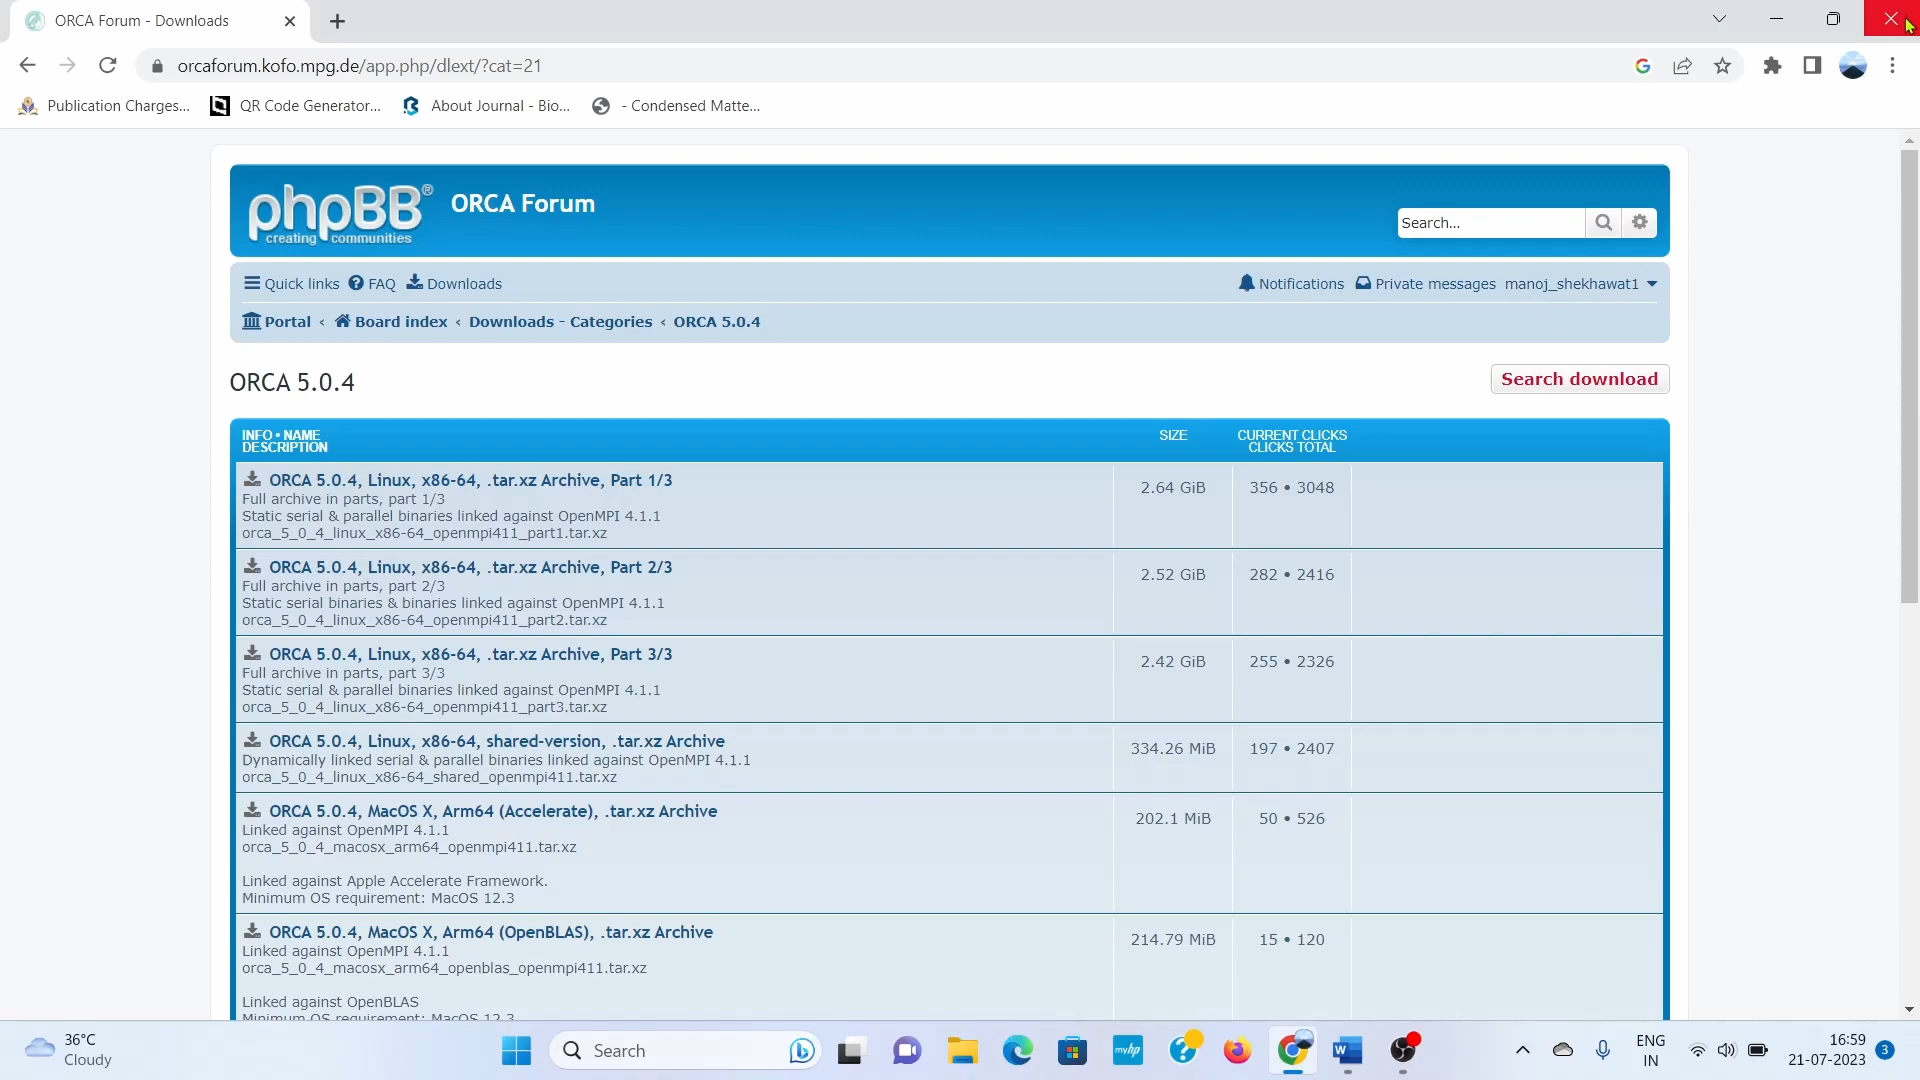 ORCA Forum - Downloads
orcaforum.kofo.mpg.de/app.php/dlext/?cat=21
Publication Charges... QR Code Generator... About Journal - Bio... - Condensed Matte...
phpBB®
creating communities
ORCA Forum
Search...
Quick links FAQ Downloads Notifications Private messages manoj_shekhawat1
Portal ‹ Board index ‹ Downloads - Categories ‹ ORCA 5.0.4
ORCA 5.0.4
Search download
INFO • NAME SIZE CURRENT CLICKS
DESCRIPTION CLICKS TOTAL
ORCA 5.0.4, Linux, x86-64, .tar.xz Archive, Part 1/3
2.64 GiB 356 • 3048
Full archive in parts, part 1/3
Static serial & parallel binaries linked against OpenMPI 4.1.1
orca_5_0_4_linux_x86-64_openmpi411_part1.tar.xz
ORCA 5.0.4, Linux, x86-64, .tar.xz Archive, Part 2/3
2.52 GiB 282 • 2416
Full archive in parts, part 2/3
Static serial binaries & binaries linked against OpenMPI 4.1.1
orca_5_0_4_linux_x86-64_openmpi411_part2.tar.xz
ORCA 5.0.4, Linux, x86-64, .tar.xz Archive, Part 3/3
2.42 GiB 255 • 2326
Full archive in parts, part 3/3
Static serial & parallel binaries linked against OpenMPI 4.1.1
orca_5_0_4_linux_x86-64_openmpi411_part3.tar.xz
ORCA 5.0.4, Linux, x86-64, shared-version, .tar.xz Archive
334.26 MiB 197 • 2407
Dynamically linked serial & parallel binaries linked against OpenMPI 4.1.1
orca_5_0_4_linux_x86-64_shared_openmpi411.tar.xz
ORCA 5.0.4, MacOS X, Arm64 (Accelerate), .tar.xz Archive
202.1 MiB 50 • 526
Linked against OpenMPI 4.1.1
orca_5_0_4_macosx_arm64_openmpi411.tar.xz
Linked against Apple Accelerate Framework.
Minimum OS requirement: MacOS 12.3
ORCA 5.0.4, MacOS X, Arm64 (OpenBLAS), .tar.xz Archive
214.79 MiB 15 • 120
Linked against OpenMPI 4.1.1
orca_5_0_4_macosx_arm64_openblas_openmpi411.tar.xz
Linked against OpenBLAS
Minimum OS requirement: MacOS 12.3
36°C
Cloudy
Search
myhp
ENG
IN
16:59
21-07-2023
3